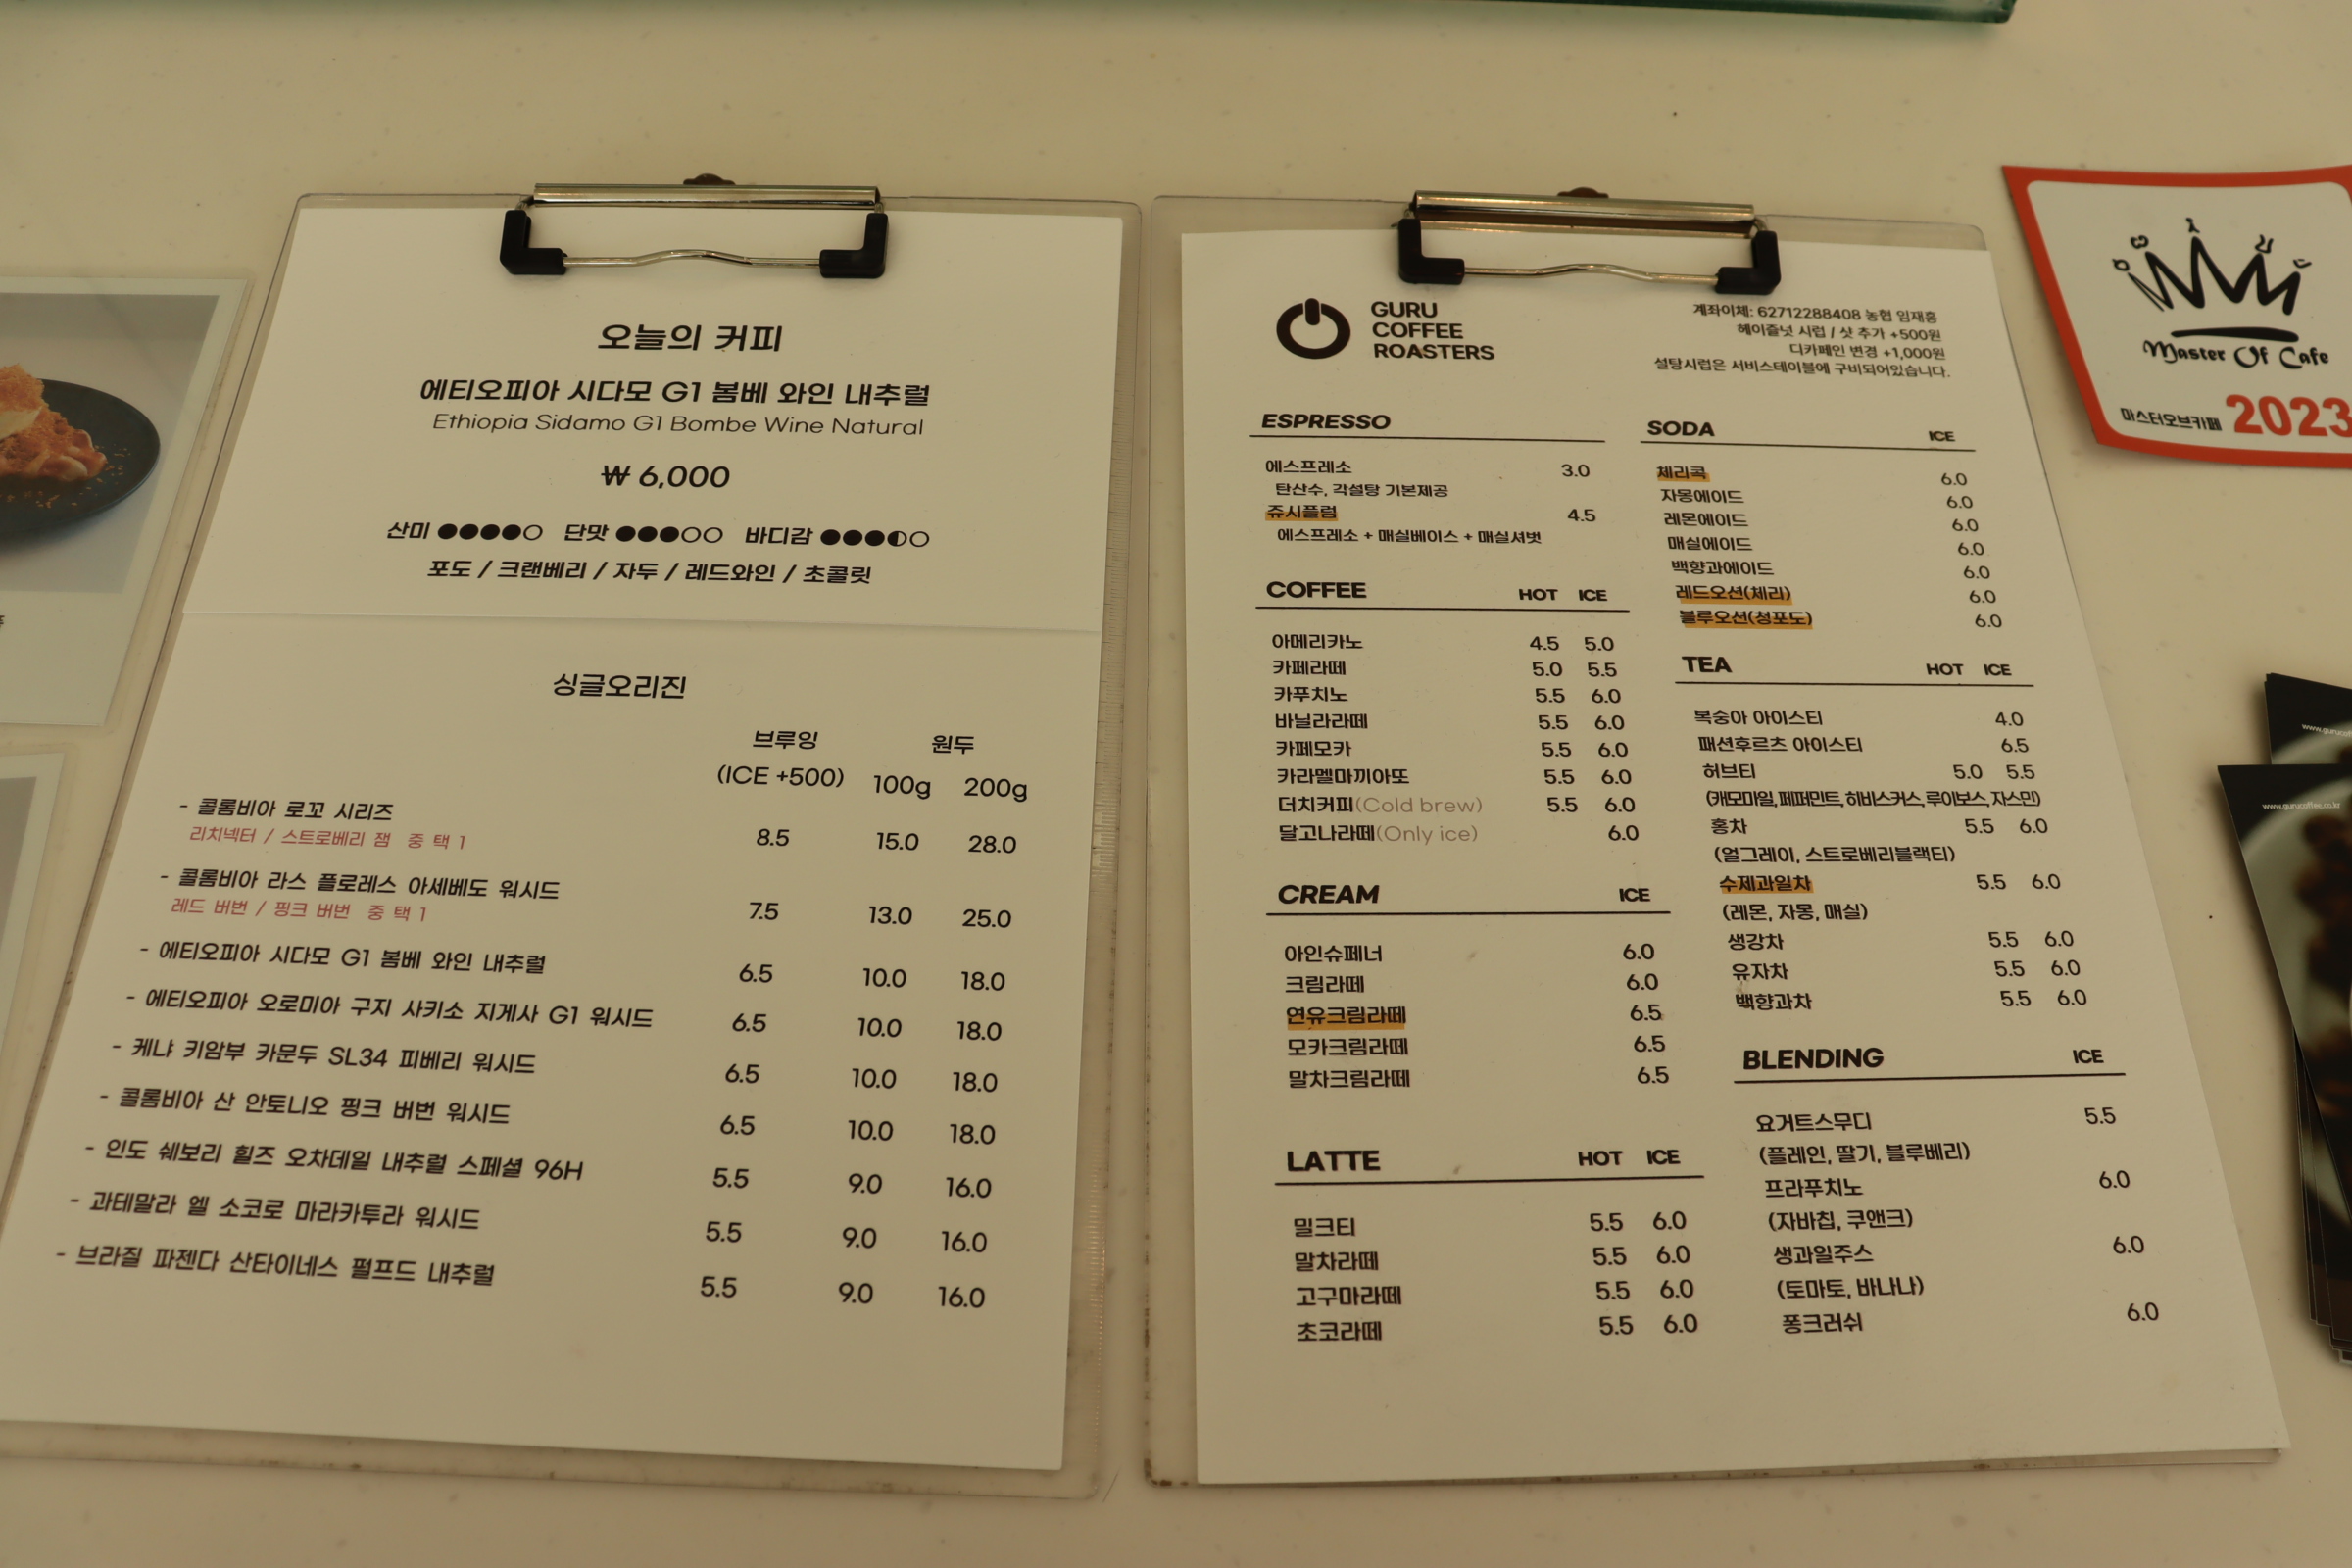 오늘의 커피
에티오피아 시다모 G1 봄베 와인 내추럴
Ethiopia Sidamo G1 Bombe Wine Natural
₩ 6,000
산미 ●●●●○ 단맛 ●●●○○ 바디감 ●●●◐○
포도 / 크랜베리 / 자두 / 레드와인 / 초콜릿
싱글오리진
브루잉 원두
(ICE +500) 100g 200g
- 콜롬비아 로꼬 시리즈
리치넥터 / 스트로베리 잼 중 택 1 8.5 15.0 28.0
- 콜롬비아 라스 플로레스 아세베도 워시드
레드 버번 / 핑크 버번 중 택 1 7.5 13.0 25.0
- 에티오피아 시다모 G1 봄베 와인 내추럴 6.5 10.0 18.0
- 에티오피아 오로미아 구지 사키소 지게사 G1 워시드 6.5 10.0 18.0
- 케냐 키암부 카문두 SL34 피베리 워시드 6.5 10.0 18.0
- 콜롬비아 산 안토니오 핑크 버번 워시드 6.5 10.0 18.0
- 인도 쉐보리 힐즈 오차데일 내추럴 스페셜 96H 5.5 9.0 16.0
- 과테말라 엘 소코로 마라카투라 워시드 5.5 9.0 16.0
- 브라질 파젠다 산타이네스 펄프드 내추럴 5.5 9.0 16.0
GURU
COFFEE
ROASTERS
계좌이체: 62712288408 농협 임재홍
헤이즐넛 시럽 / 샷 추가 +500원
디카페인 변경 +1,000원
설탕시럽은 서비스테이블에 구비되어있습니다.
ESPRESSO
에스프레소 3.0
탄산수, 각설탕 기본제공
쥬시플럼 4.5
에스프레소 + 매실베이스 + 매실셔벗
COFFEE HOT ICE
아메리카노 4.5 5.0
카페라떼 5.0 5.5
카푸치노 5.5 6.0
바닐라라떼 5.5 6.0
카페모카 5.5 6.0
카라멜마끼아또 5.5 6.0
더치커피(Cold brew) 5.5 6.0
달고나라떼(Only ice) 6.0
CREAM ICE
아인슈페너 6.0
크림라떼 6.0
연유크림라떼 6.5
모카크림라떼 6.5
말차크림라떼 6.5
LATTE HOT ICE
밀크티 5.5 6.0
말차라떼 5.5 6.0
고구마라떼 5.5 6.0
초코라떼 5.5 6.0
SODA ICE
체리콕 6.0
자몽에이드 6.0
레몬에이드 6.0
매실에이드 6.0
백향과에이드 6.0
레드오션(체리) 6.0
블루오션(청포도) 6.0
TEA HOT ICE
복숭아 아이스티 4.0
패션후르츠 아이스티 6.5
허브티 5.0 5.5
(캐모마일, 페퍼민트, 히비스커스, 루이보스, 자스민)
홍차 5.5 6.0
(얼그레이, 스트로베리블랙티)
수제과일차 5.5 6.0
(레몬, 자몽, 매실)
생강차 5.5 6.0
유자차 5.5 6.0
백향과차 5.5 6.0
BLENDING ICE
요거트스무디 5.5
(플레인, 딸기, 블루베리)
프라푸치노 6.0
(자바칩, 쿠앤크)
생과일주스 6.0
(토마토, 바나나)
퐁크러쉬 6.0
Master Of Cafe
마스터오브카페 2023
www.gurucoffee.co.kr